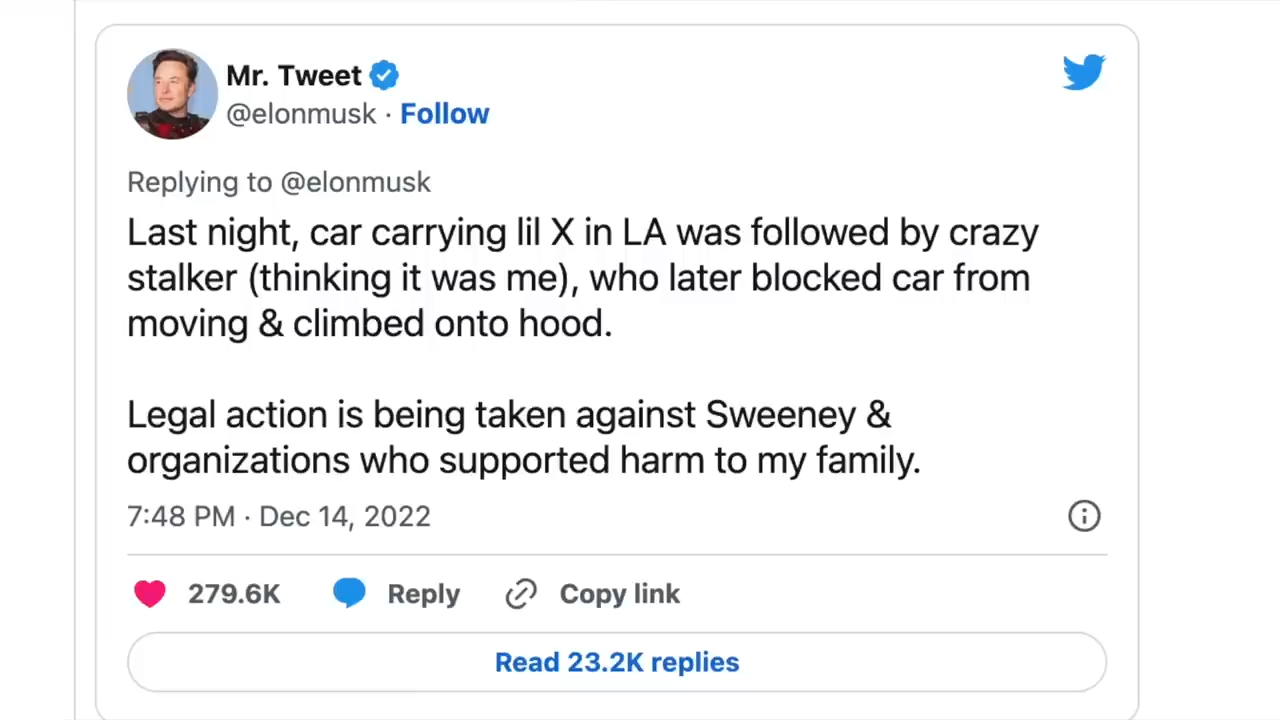 Mr. Tweet
@elonmusk · Follow
Replying to @elonmusk
Last night, car carrying lil X in LA was followed by crazy
stalker (thinking it was me), who later blocked car from
moving & climbed onto hood.
Legal action is being taken against Sweeney &
organizations who supported harm to my family.
7:48 PM · Dec 14, 2022
279.6K Reply Copy link
Read 23.2K replies